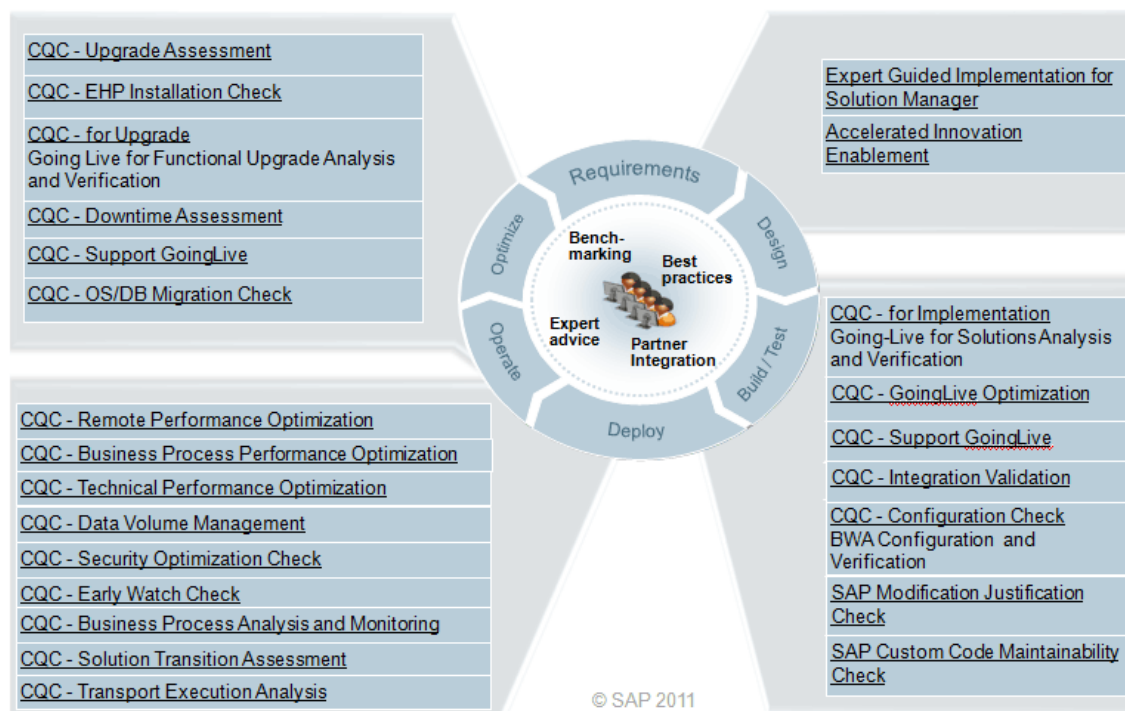 CQC - Upgrade Assessment
CQC - EHP Installation Check
CQC - for Upgrade
Going Live for Functional Upgrade Analysis
and Verification
CQC - Downtime Assessment
CQC - Support GoingLive
CQC - OS/DB Migration Check
Expert Guided Implementation for
Solution Manager
Accelerated Innovation
Enablement
Requirements
Design
Build / Test
Deploy
Operate
Optimize
Bench-
marking
Best
practices
Expert
advice
Partner
Integration
CQC - Remote Performance Optimization
CQC - Business Process Performance Optimization
CQC - Technical Performance Optimization
CQC - Data Volume Management
CQC - Security Optimization Check
CQC - Early Watch Check
CQC - Business Process Analysis and Monitoring
CQC - Solution Transition Assessment
CQC - Transport Execution Analysis
CQC - for Implementation
Going-Live for Solutions Analysis
and Verification
CQC - GoingLive Optimization
CQC - Support GoingLive
CQC - Integration Validation
CQC - Configuration Check
BWA Configuration and
Verification
SAP Modification Justification
Check
SAP Custom Code Maintainability
Check
© SAP 2011